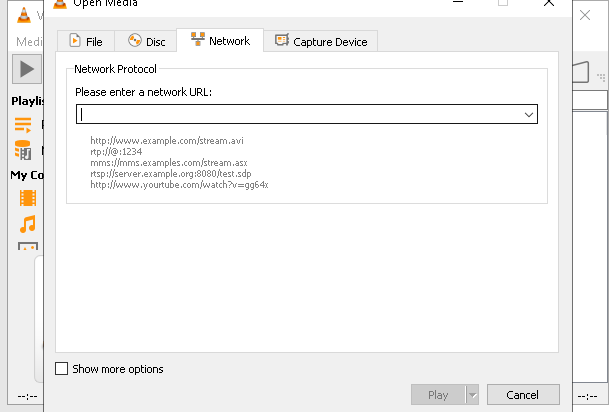 Open Media
V
Medi
File
Disc
Network
Capture Device
Network Protocol
Please enter a network URL:
http://www.example.com/stream.avi
rtp://@:1234
mms://mms.examples.com/stream.asx
rtsp://server.example.org:8080/test.sdp
http://www.yourtube.com/watch?v=gg64x
Playlis
My Co
Show more options
Play
Cancel
--:--
--:--